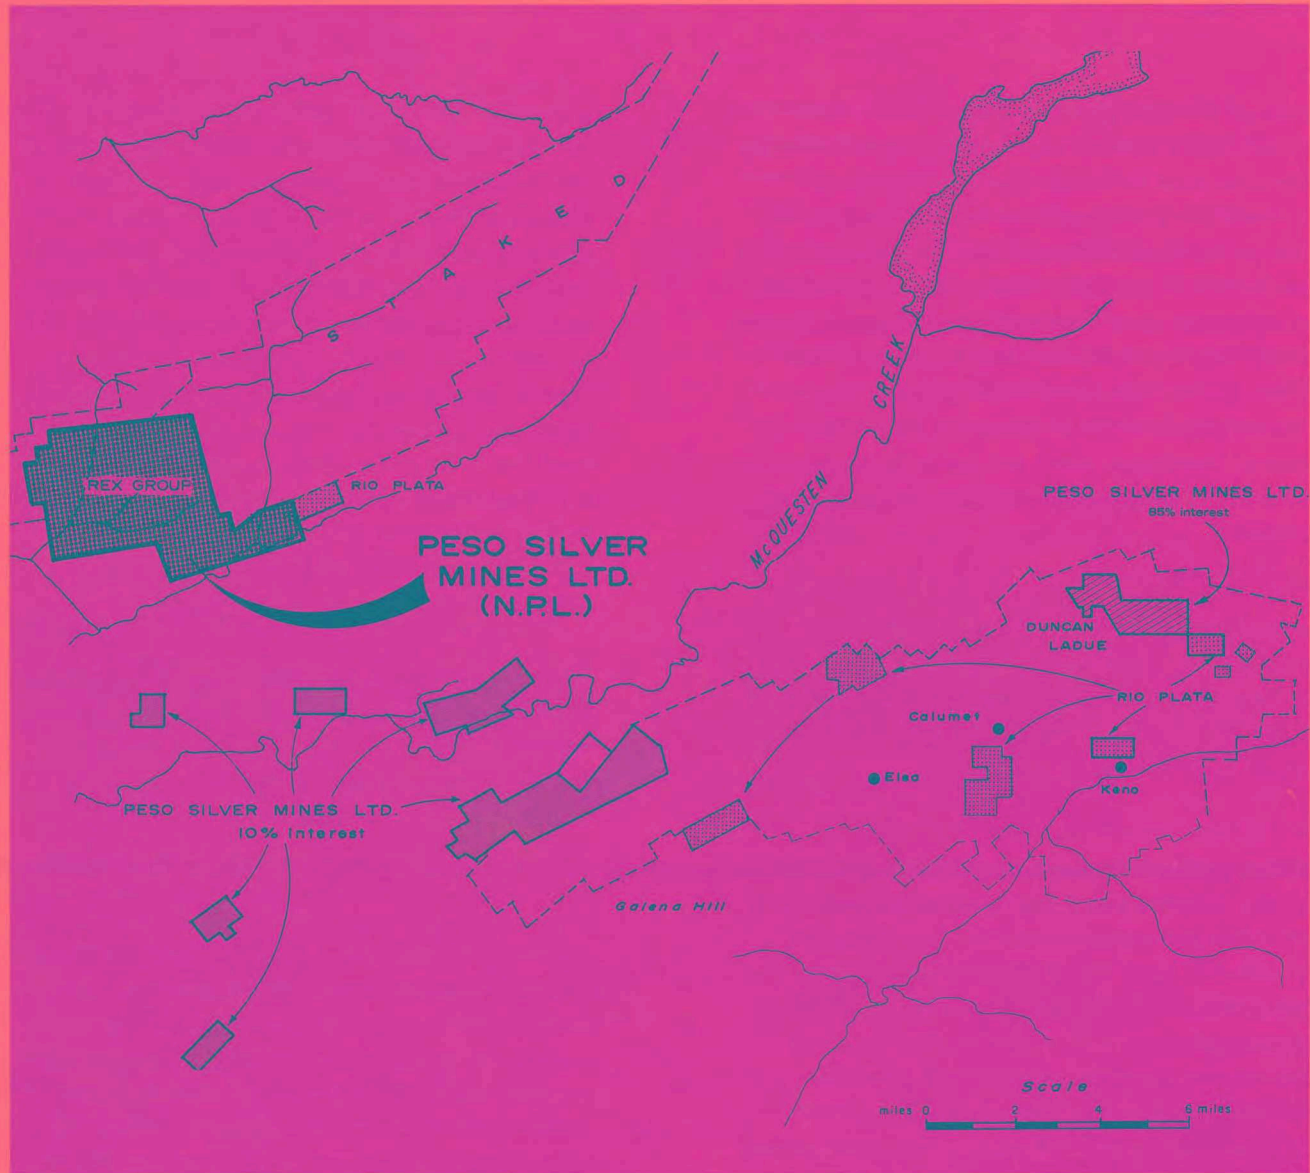 STAKED
McQUESTEN CREEK
REX GROUP
RIO PLATA
PESO SILVER
MINES LTD.
(N.P.L.)
PESO SILVER MINES LTD.
85% interest
DUNCAN
LADUE
RIO PLATA
Calumet
Elsa
Keno
PESO SILVER MINES LTD.
10% interest
Galena Hill
Scale
miles 0 2 4 6 miles